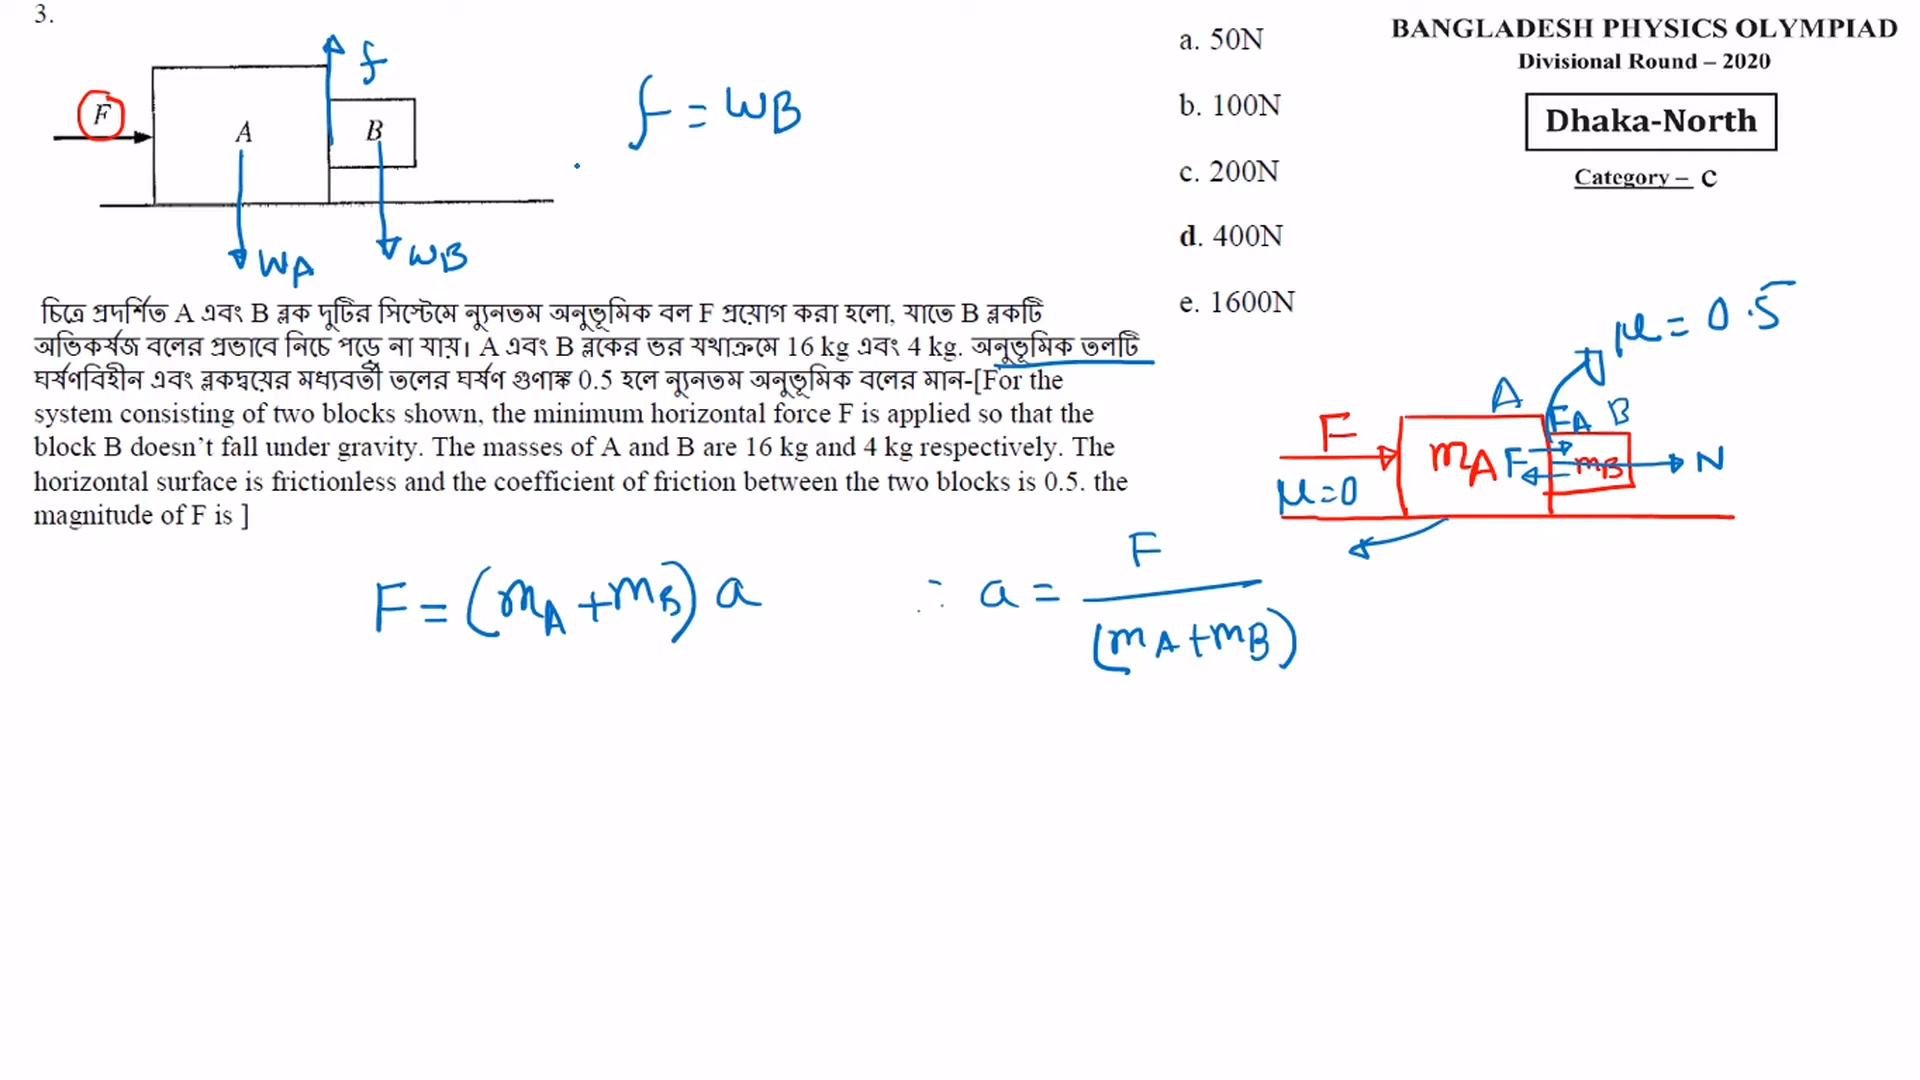 3.
F
A
B
f
WA
WB
f = WB
a. 50N
b. 100N
c. 200N
d. 400N
e. 1600N
BANGLADESH PHYSICS OLYMPIAD
Divisional Round – 2020
Dhaka-North
Category – C
চিত্রে প্রদর্শিত A এবং B ব্লক দুটির সিস্টেমে ন্যুনতম অনুভূমিক বল F প্রয়োগ করা হলো, যাতে B ব্লকটি
অভিকর্ষজ বলের প্রভাবে নিচে পড়ে না যায়। A এবং B ব্লকের ভর যথাক্রমে 16 kg এবং 4 kg. অনুভূমিক তলটি
ঘর্ষণবিহীন এবং ব্লকদ্বয়ের মধ্যবর্তী তলের ঘর্ষণ গুণাঙ্ক 0.5 হলে ন্যুনতম অনুভূমিক বলের মান-[For the
system consisting of two blocks shown, the minimum horizontal force F is applied so that the
block B doesn’t fall under gravity. The masses of A and B are 16 kg and 4 kg respectively. The
horizontal surface is frictionless and the coefficient of friction between the two blocks is 0.5. the
magnitude of F is ]
μ = 0.5
A
FA
B
F
mA
F
mB
N
μ=0
F = (mA + mB) a
∴ a = F
(mA + mB)